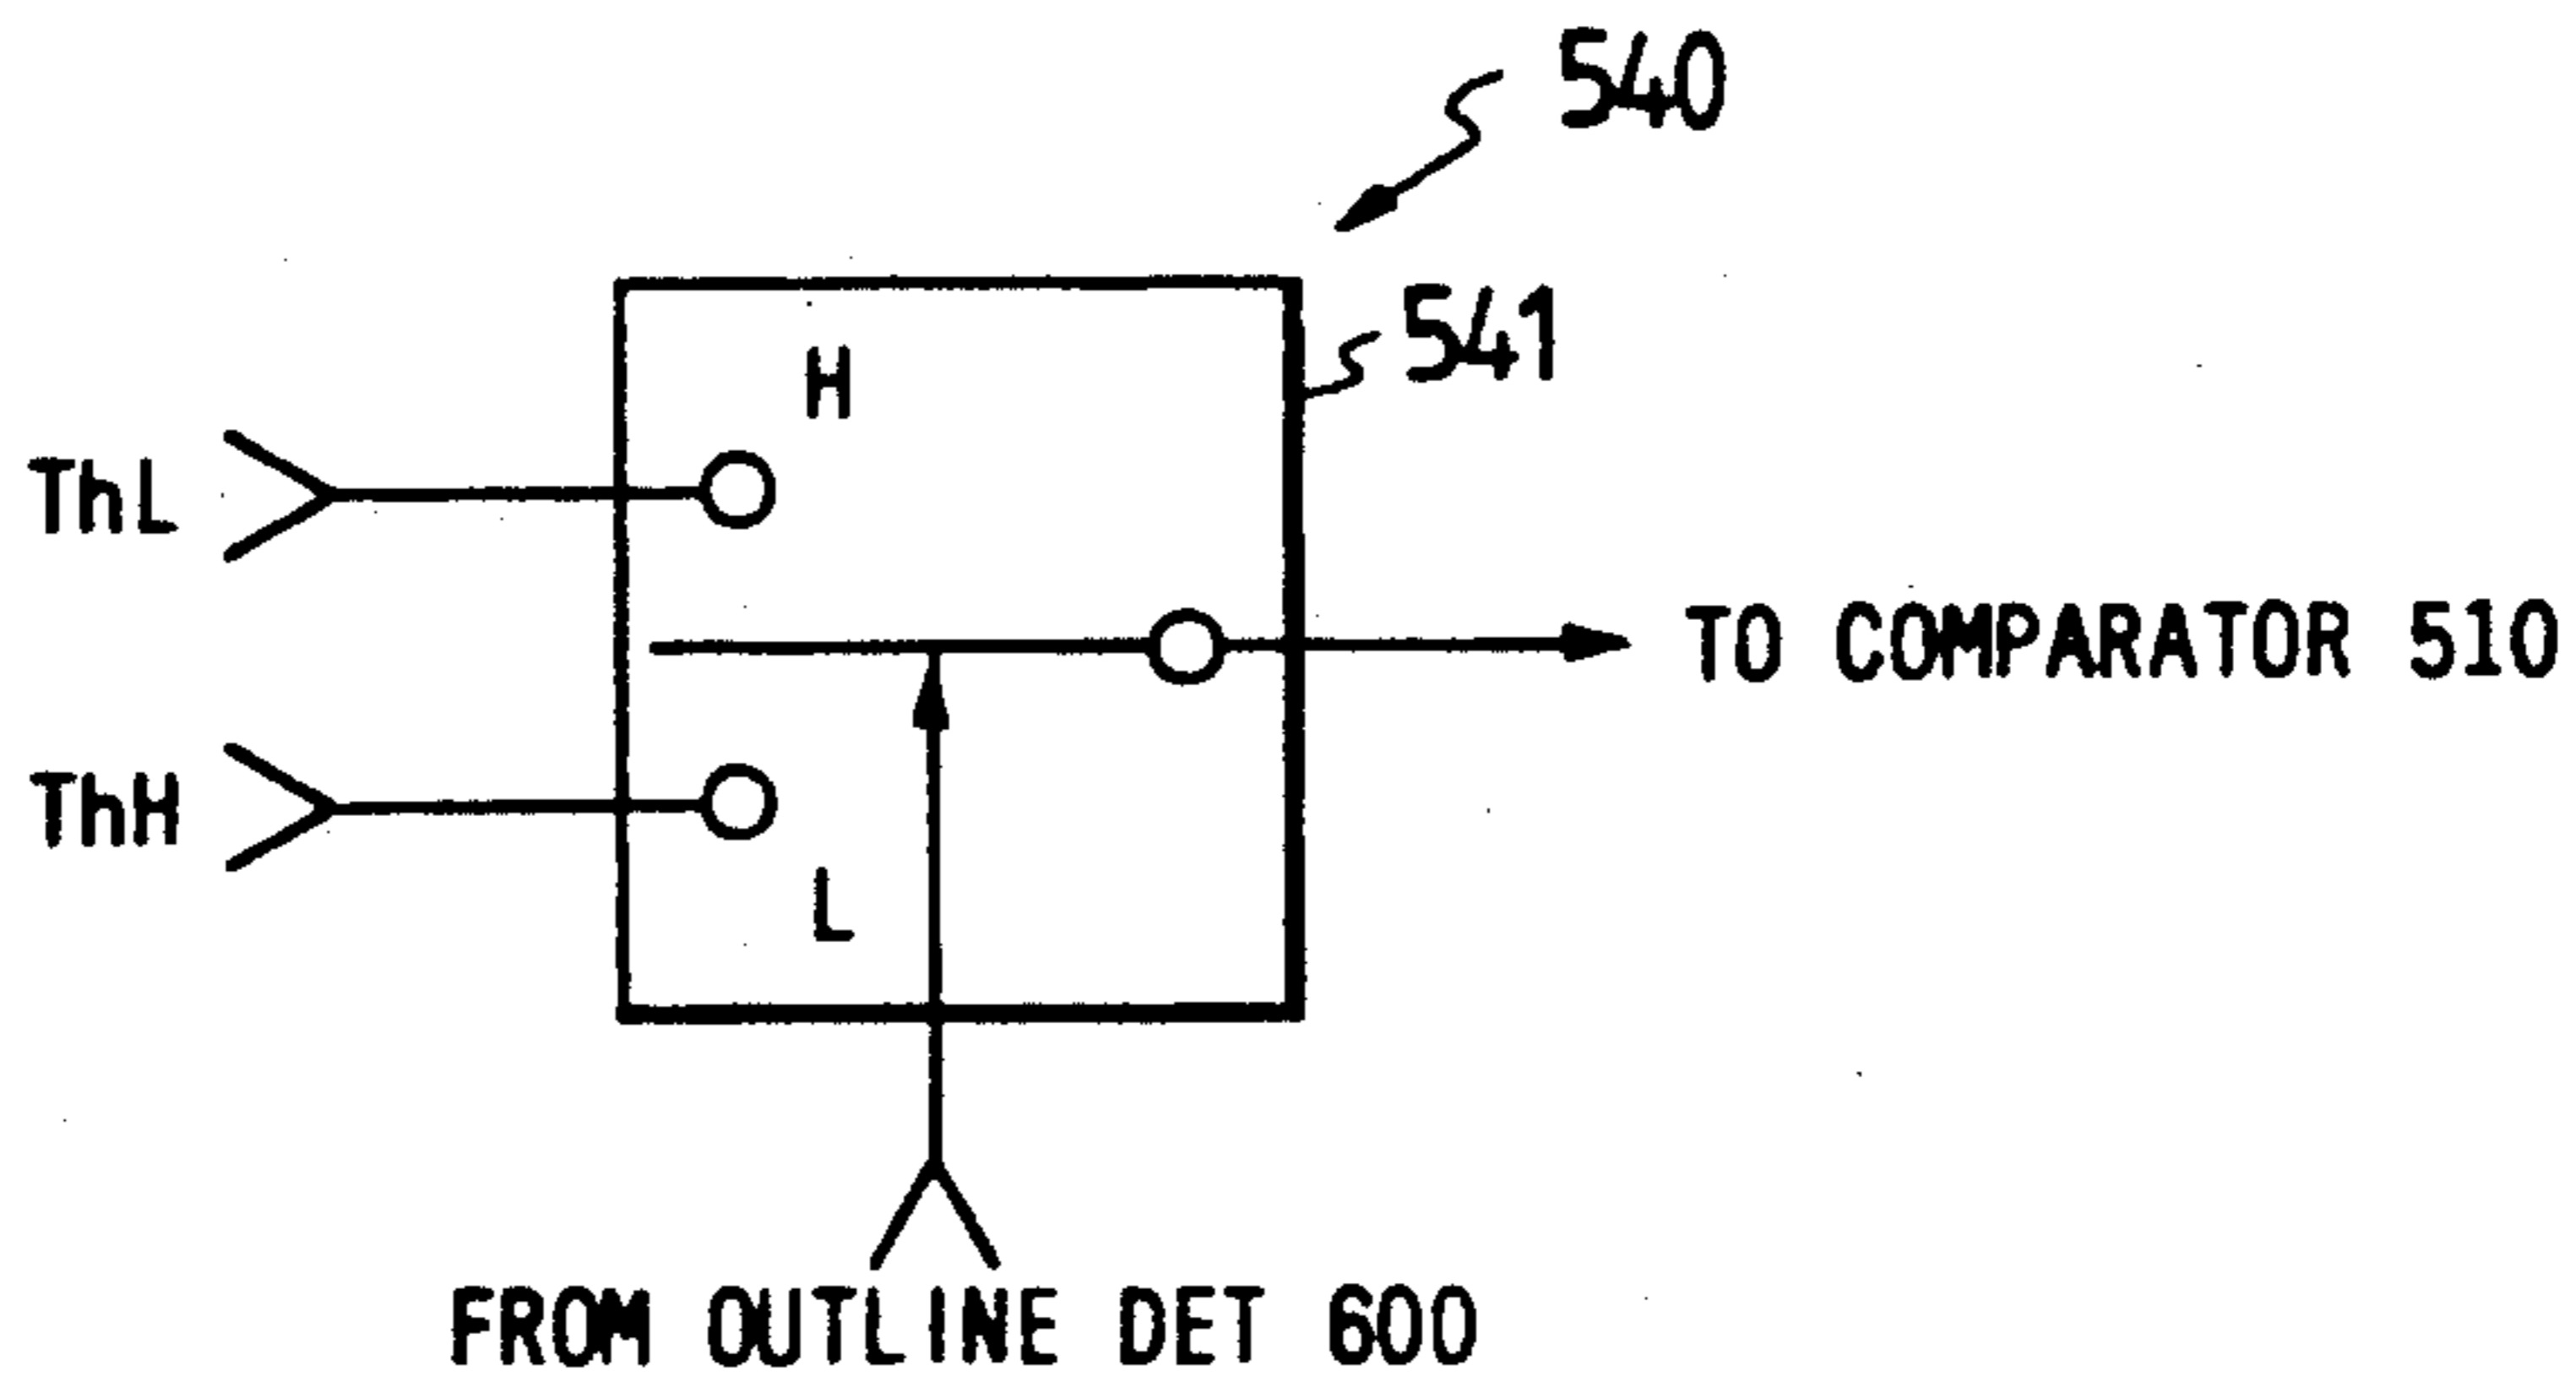 540
541
H
ThL
TO COMPARATOR 510
ThH
L
FROM OUTLINE DET 600